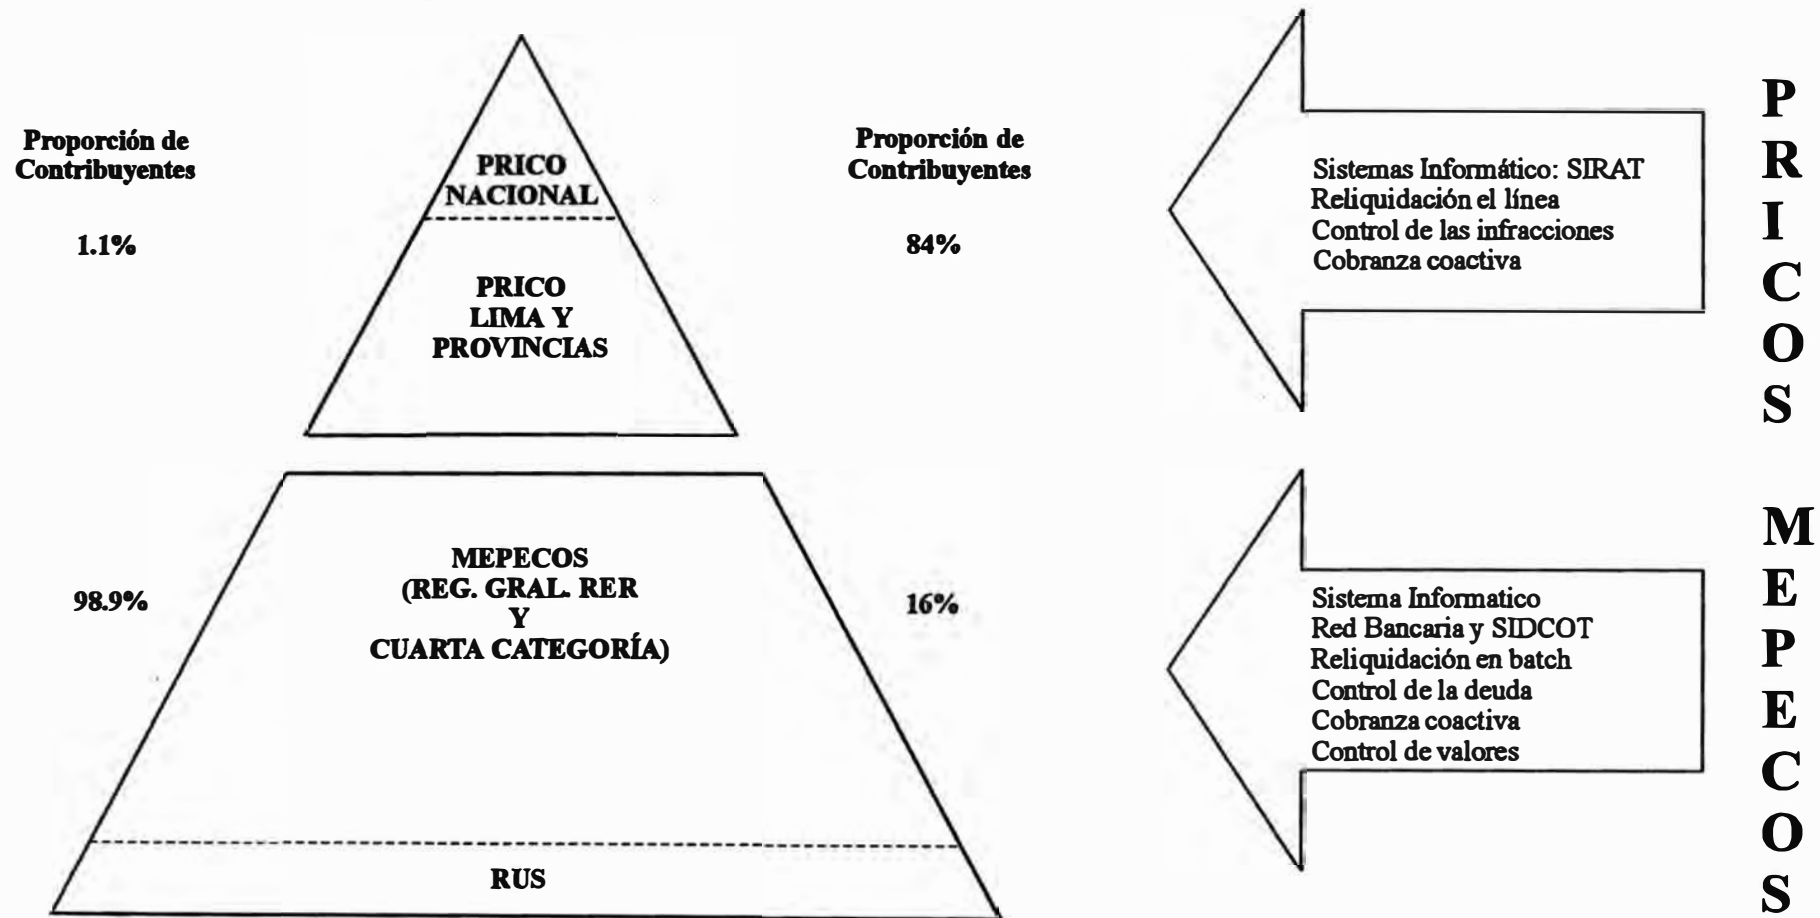 Proporción de
Contribuyentes
1.1%
PRICO
NACIONAL
PRICO
LIMA Y
PROVINCIAS
Proporción de
Contribuyentes
84%
Sistemas Informático: SIRAT
Reliquidación el línea
Control de las infracciones
Cobranza coactiva
PRICOS
98.9%
MEPECOS
(REG. GRAL. RER
Y
CUARTA CATEGORÍA)
RUS
16%
Sistema Informatico
Red Bancaria y SIDCOT
Reliquidación en batch
Control de la deuda
Cobranza coactiva
Control de valores
MEPECOS